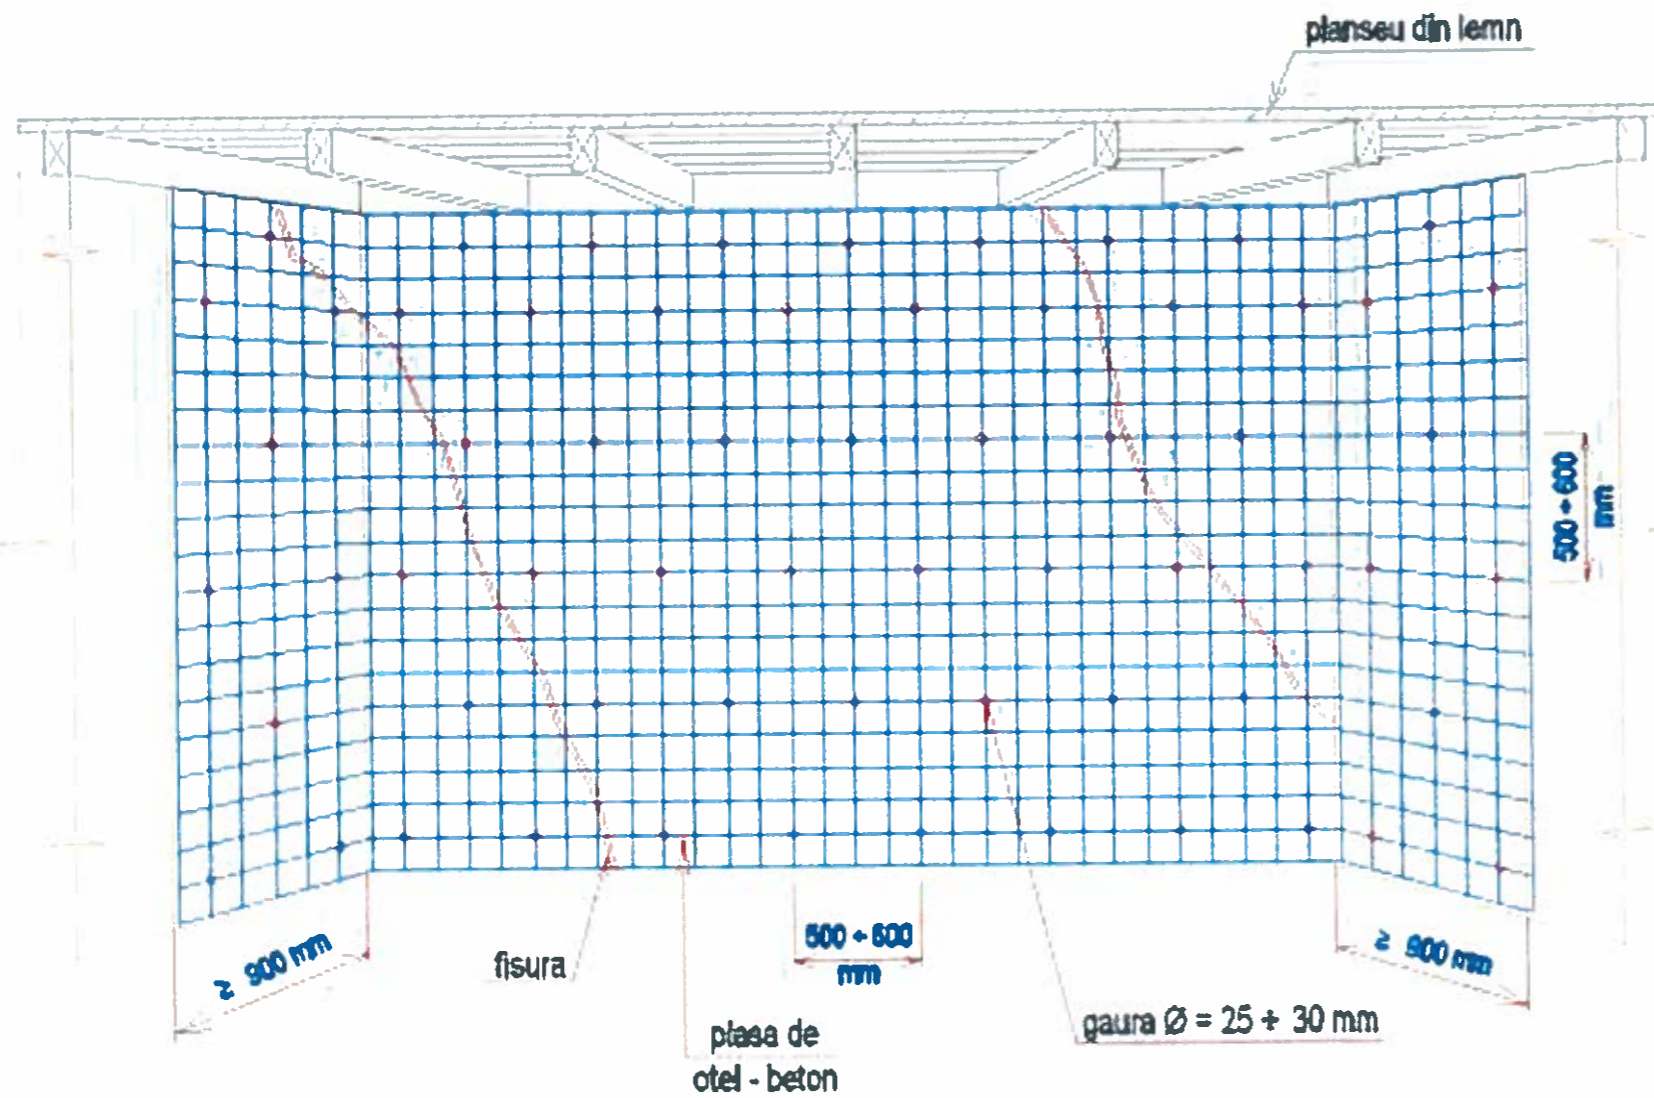 planseu din lemn
500 ÷ 600
mm
≥ 900 mm
fisura
500 ÷ 600
mm
≥ 900 mm
plasa de
otel - beton
gaura Ø = 25 ÷ 30 mm